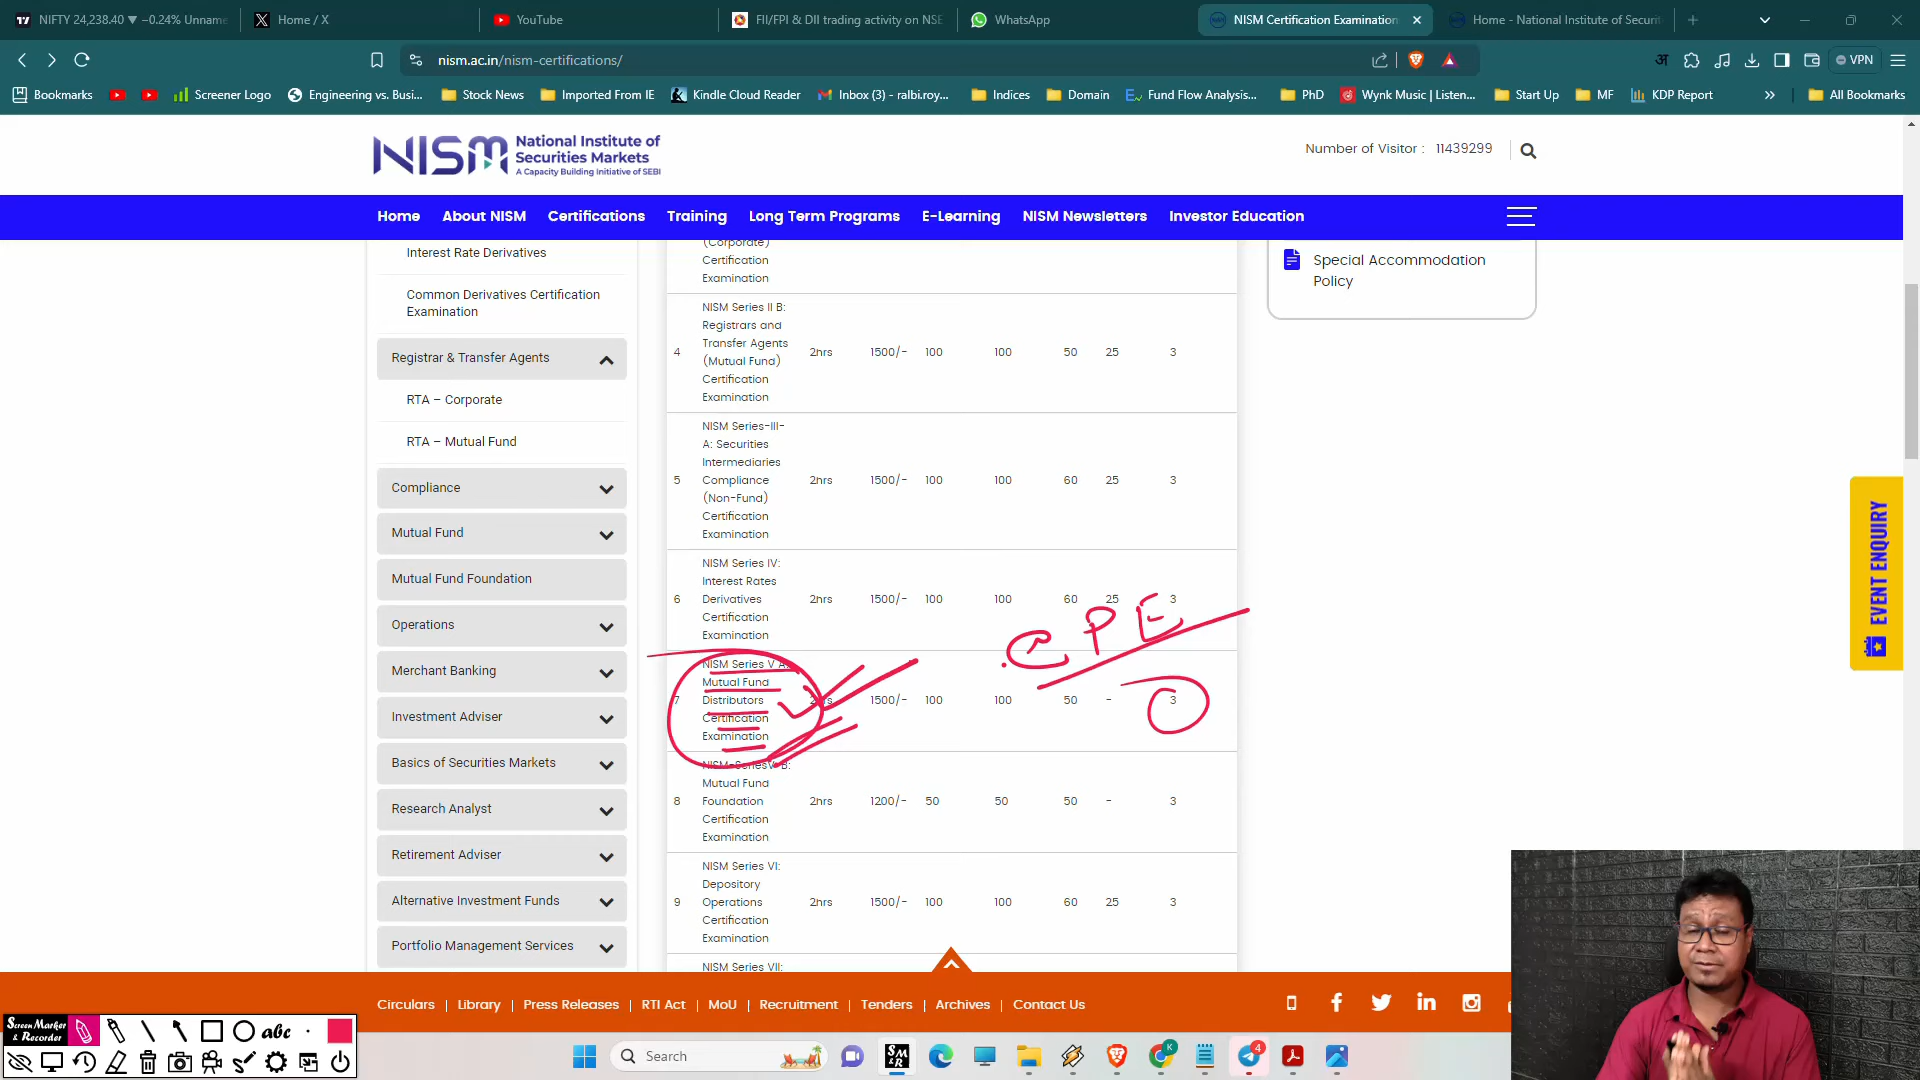 NIFTY 24,238.40 ▼ −0.24% Unname
Home / X
YouTube
FII/FPI & DII trading activity on NSE
WhatsApp
NISM Certification Examination
Home - National Institute of Securit
nism.ac.in/nism-certifications/
VPN
Bookmarks
Screener Logo
Engineering vs. Busi...
Stock News
Imported From IE
Kindle Cloud Reader
Inbox (3) - ralbi.roy...
Indices
Domain
Fund Flow Analysis...
PhD
Wynk Music | Listen...
Start Up
MF
KDP Report
All Bookmarks
NISM
National Institute of
Securities Markets
A Capacity Building Initiative of SEBI
Number of Visitor : 11439299
Home
About NISM
Certifications
Training
Long Term Programs
E-Learning
NISM Newsletters
Investor Education
Interest Rate Derivatives
Common Derivatives Certification
Examination
Registrar & Transfer Agents
RTA – Corporate
RTA – Mutual Fund
Compliance
Mutual Fund
Mutual Fund Foundation
Operations
Merchant Banking
Investment Adviser
Basics of Securities Markets
Research Analyst
Retirement Adviser
Alternative Investment Funds
Portfolio Management Services
(Corporate)
Certification
Examination
NISM Series II B:
Registrars and
Transfer Agents
4 (Mutual Fund) 2hrs 1500/- 100 100 50 25 3
Certification
Examination
NISM Series-III-
A: Securities
Intermediaries
5 Compliance 2hrs 1500/- 100 100 60 25 3
(Non-Fund)
Certification
Examination
NISM Series IV:
Interest Rates
6 Derivatives 2hrs 1500/- 100 100 60 25 3
Certification
Examination
CPE
NISM Series V A:
Mutual Fund
7 Distributors 2hrs 1500/- 100 100 50 - 3
Certification
Examination
NISM-Series V-B:
Mutual Fund
8 Foundation 2hrs 1200/- 50 50 50 - 3
Certification
Examination
NISM Series VI:
Depository
9 Operations 2hrs 1500/- 100 100 60 25 3
Certification
Examination
NISM Series VII:
Special Accommodation
Policy
EVENT ENQUIRY
Circulars | Library | Press Releases | RTI Act | MoU | Recruitment | Tenders | Archives | Contact Us
Screen Marker
& Recorder
abc
Search
SM
&R
K
4